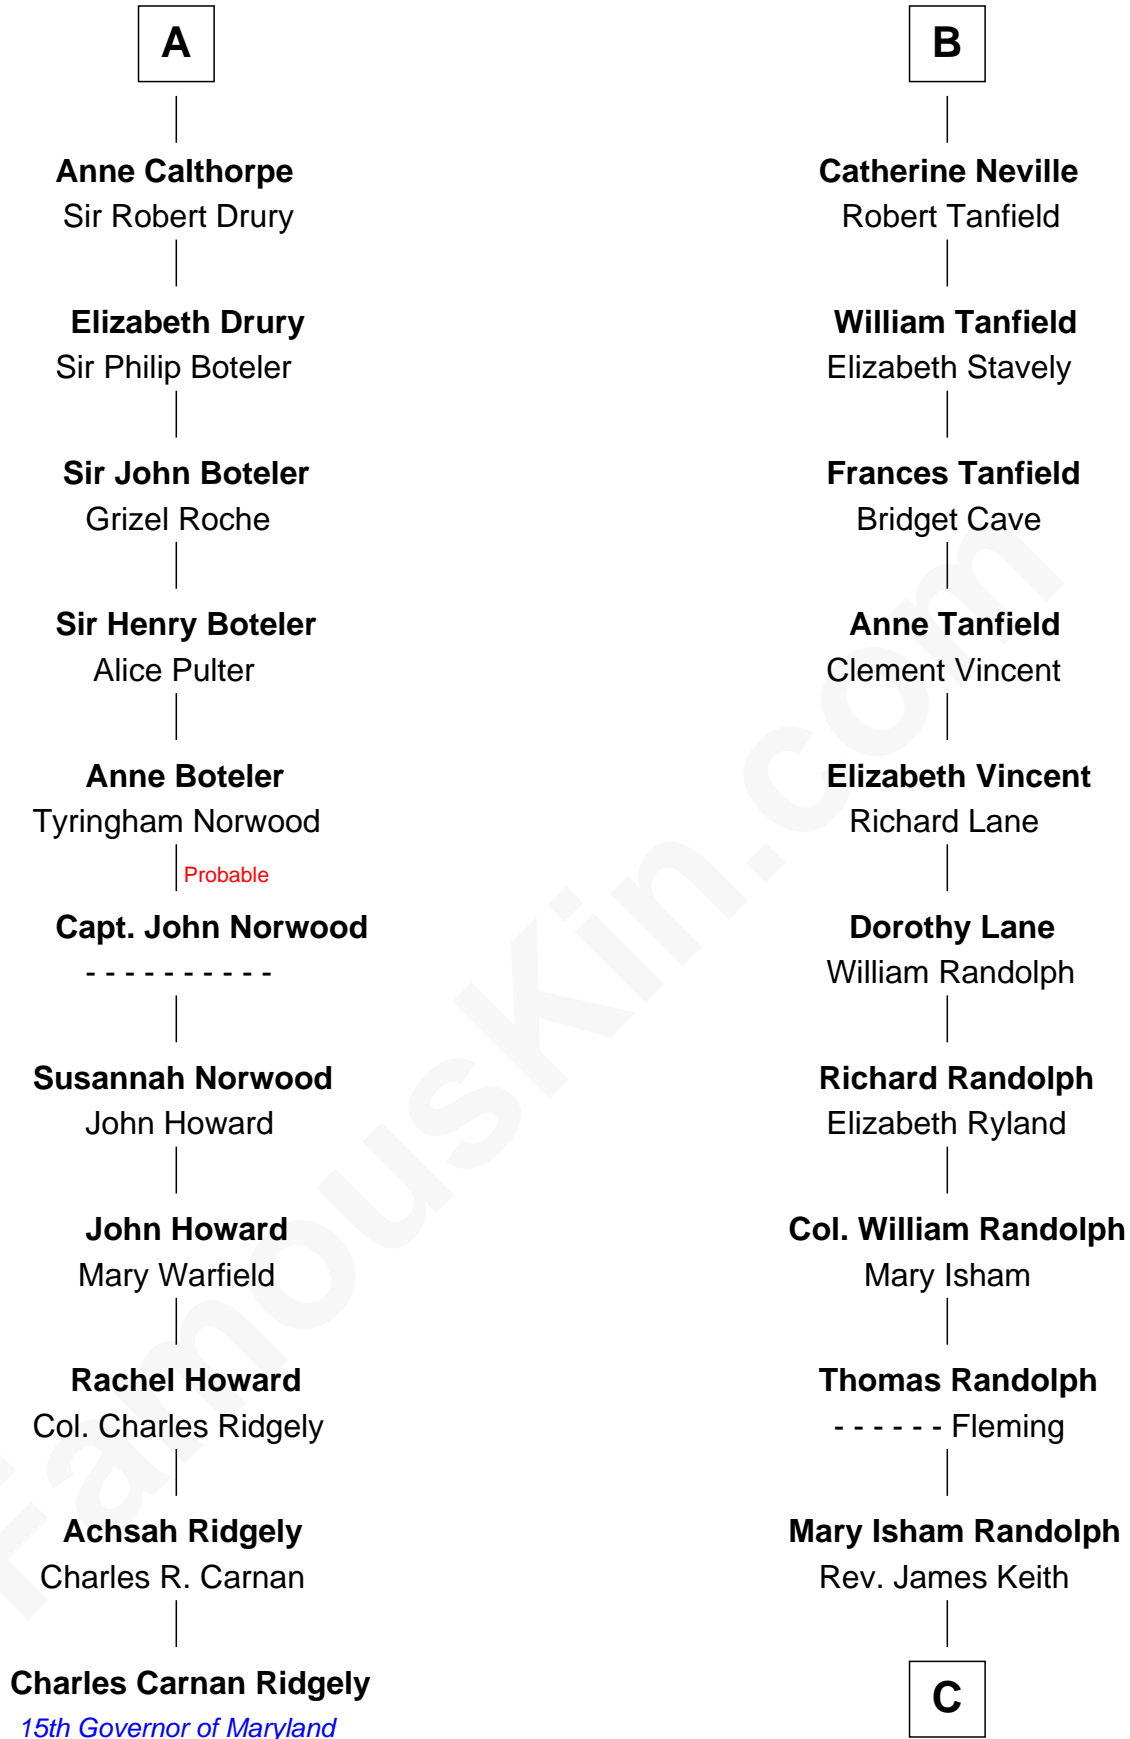 A
Anne Calthorpe
Sir Robert Drury
Elizabeth Drury
Sir Philip Boteler
Sir John Boteler
Grizel Roche
Sir Henry Boteler
Alice Pulter
Anne Boteler
Tyringham Norwood
Probable
Capt. John Norwood
- - - - - - - - - -
Susannah Norwood
John Howard
John Howard
Mary Warfield
Rachel Howard
Col. Charles Ridgely
Achsah Ridgely
Charles R. Carnan
Charles Carnan Ridgely
15th Governor of Maryland
B
Catherine Neville
Robert Tanfield
William Tanfield
Elizabeth Stavely
Frances Tanfield
Bridget Cave
Anne Tanfield
Clement Vincent
Elizabeth Vincent
Richard Lane
Dorothy Lane
William Randolph
Richard Randolph
Elizabeth Ryland
Col. William Randolph
Mary Isham
Thomas Randolph
- - - - - - Fleming
Mary Isham Randolph
Rev. James Keith
C
FamousKin.com